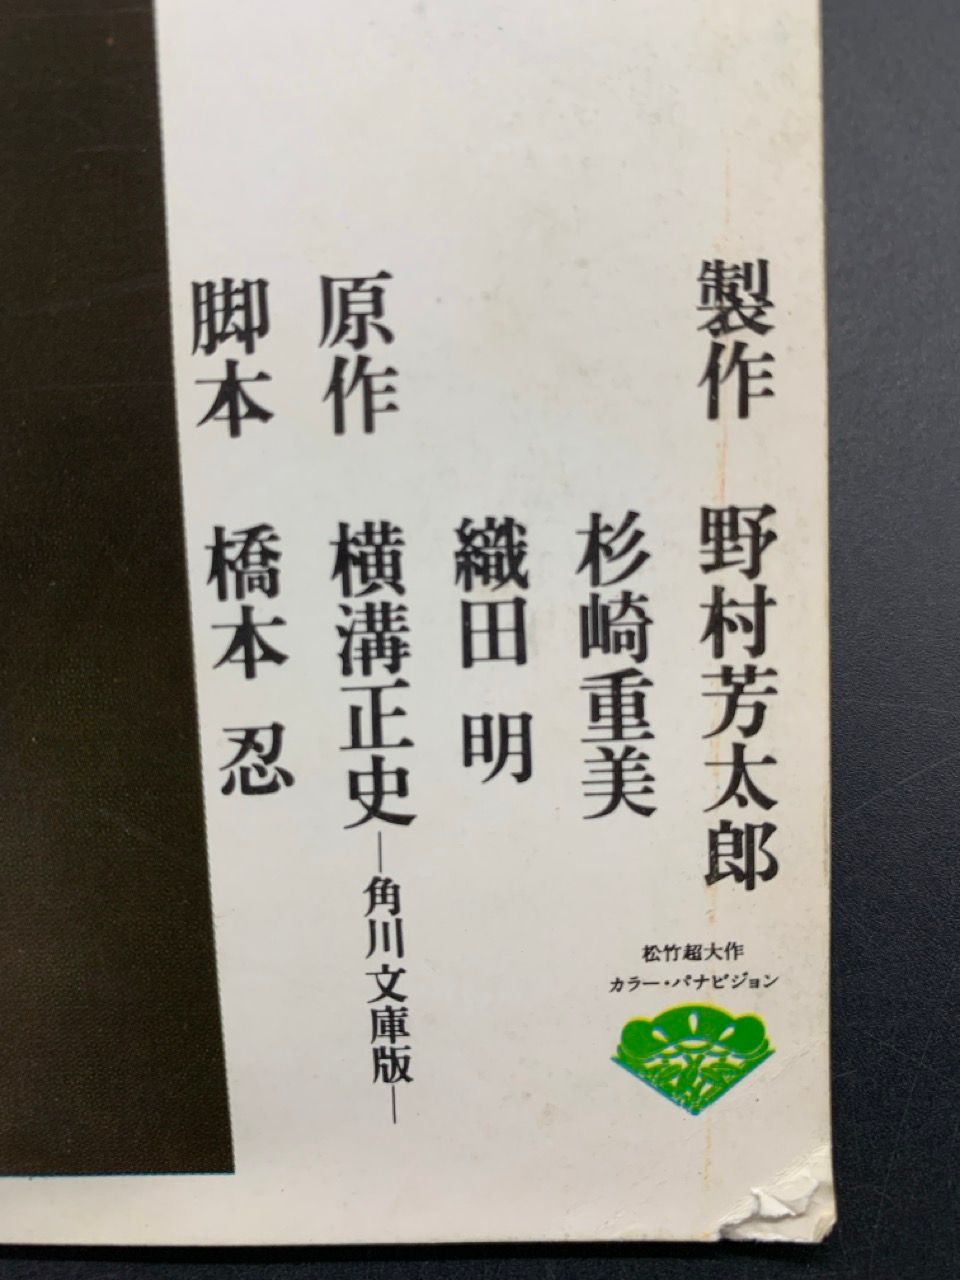 製作 野村芳太郎
杉崎重美
織田 明
原作 横溝正史―角川文庫版―
脚本 橋本 忍
松竹超大作
カラー・パナビジョン